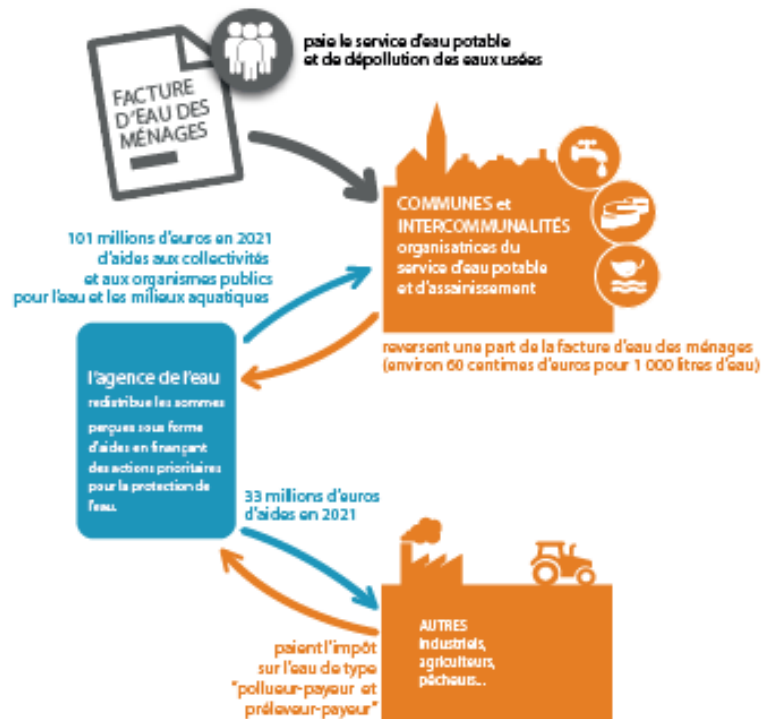 paie le service d'eau potable
et de dépollution des eaux usées
FACTURE
D'EAU DES
MÉNAGES
COMMUNES et
INTERCOMMUNALITÉS
organisatrices du
service d'eau potable
et d'assainissement
101 millions d'euros en 2021
d'aides aux collectivités
et aux organismes publics
pour l'eau et les milieux aquatiques
reversent une part de la facture d'eau des ménages
(environ 60 centimes d'euros pour 1 000 litres d'eau)
l'agence de l'eau
redistribue les sommes
perçues sous forme
d'aides en finançant
des actions prioritaires
pour la protection de
l'eau.
33 millions d'euros
d'aides en 2021
AUTRES
industriels,
agriculteurs,
pêcheurs...
paient l'impôt
sur l'eau de type
"pollueur-payeur et
préleveur-payeur"